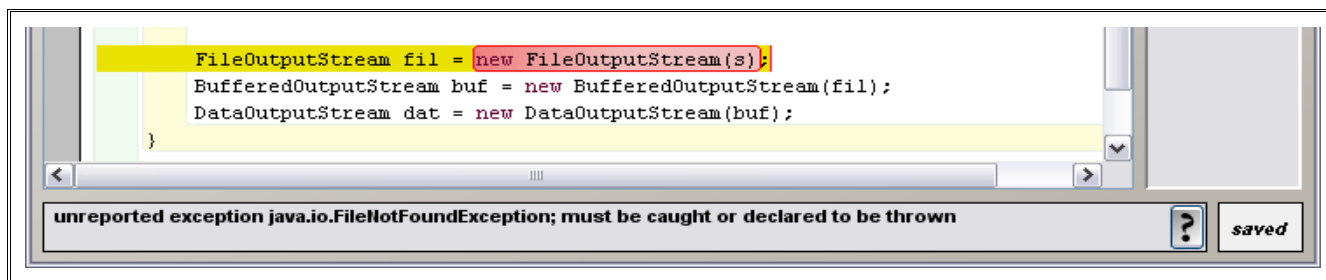 FileOutputStream fil = new FileOutputStream(s);
BufferedOutputStream buf = new BufferedOutputStream(fil);
DataOutputStream dat = new DataOutputStream(buf);
}
unreported exception java.io.FileNotFoundException; must be caught or declared to be thrown
?
saved